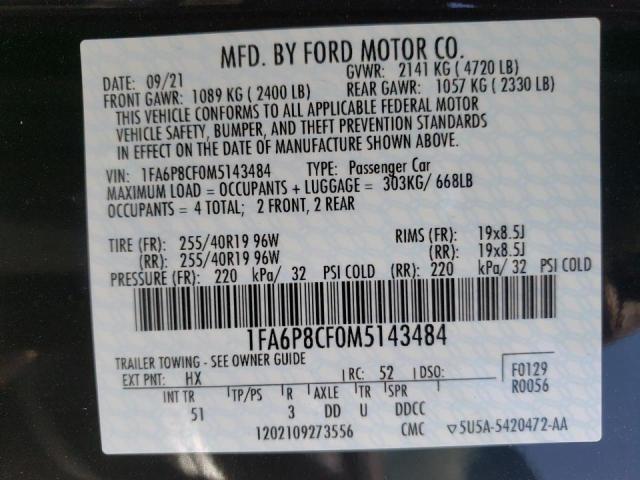 MFD. BY FORD MOTOR CO.
DATE: 09/21 GVWR: 2141 KG ( 4720 LB)
FRONT GAWR: 1089 KG ( 2400 LB) REAR GAWR: 1057 KG ( 2330 LB)
THIS VEHICLE CONFORMS TO ALL APPLICABLE FEDERAL MOTOR
VEHICLE SAFETY, BUMPER, AND THEFT PREVENTION STANDARDS
IN EFFECT ON THE DATE OF MANUFACTURE SHOWN ABOVE.
VIN: 1FA6P8CF0M5143484 TYPE: Passenger Car
MAXIMUM LOAD = OCCUPANTS + LUGGAGE = 303KG/ 668LB
OCCUPANTS = 4 TOTAL; 2 FRONT, 2 REAR
TIRE (FR): 255/40R19 96W RIMS (FR): 19x8.5J
(RR): 255/40R19 96W (RR): 19x8.5J
PRESSURE (FR): 220 kPa/ 32 PSI COLD (RR): 220 kPa/ 32 PSI COLD
1FA6P8CF0M5143484
TRAILER TOWING - SEE OWNER GUIDE
EXT PNT: HX RC: 52 DSO: F0129
INT TR TP/PS R AXLE TR SPR R0056
51 3 DD U DDCC
1202109273556 CMC ▽5U5A-5420472-AA